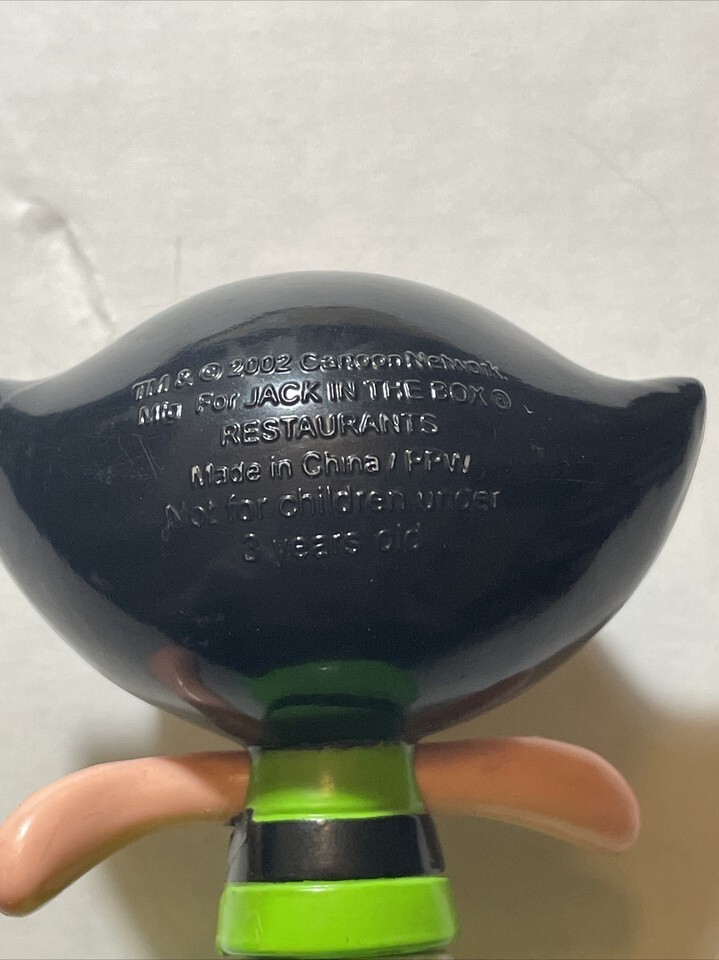 TM & © 2002 Cartoon Network.
Mfg For JACK IN THE BOX ®
RESTAURANTS
Made in China / PPW
Not for children under
3 years old